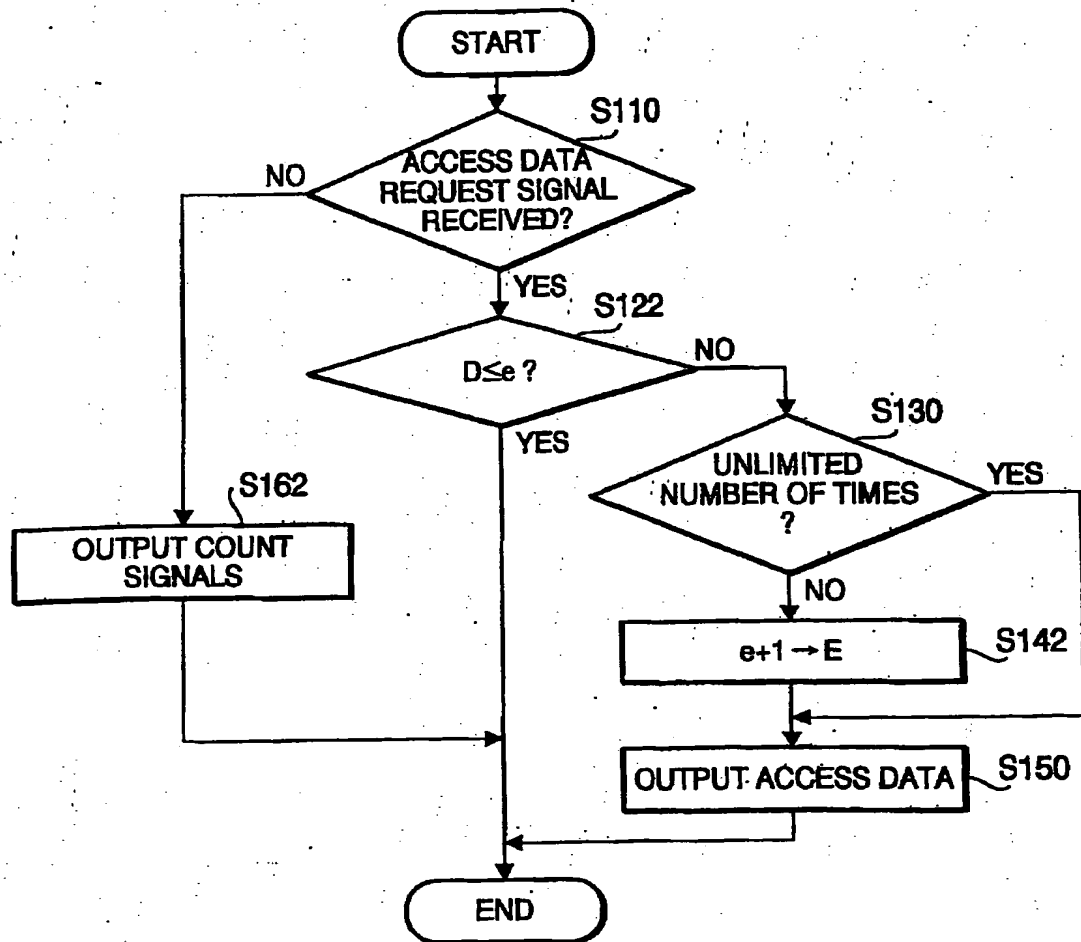 START
S110
ACCESS DATA
REQUEST SIGNAL
RECEIVED?
NO
YES
S122
D≤e ?
NO
YES
S130
UNLIMITED
NUMBER OF TIMES
?
YES
NO
S162
OUTPUT COUNT
SIGNALS
e+1→E
S142
OUTPUT ACCESS DATA
S150
END